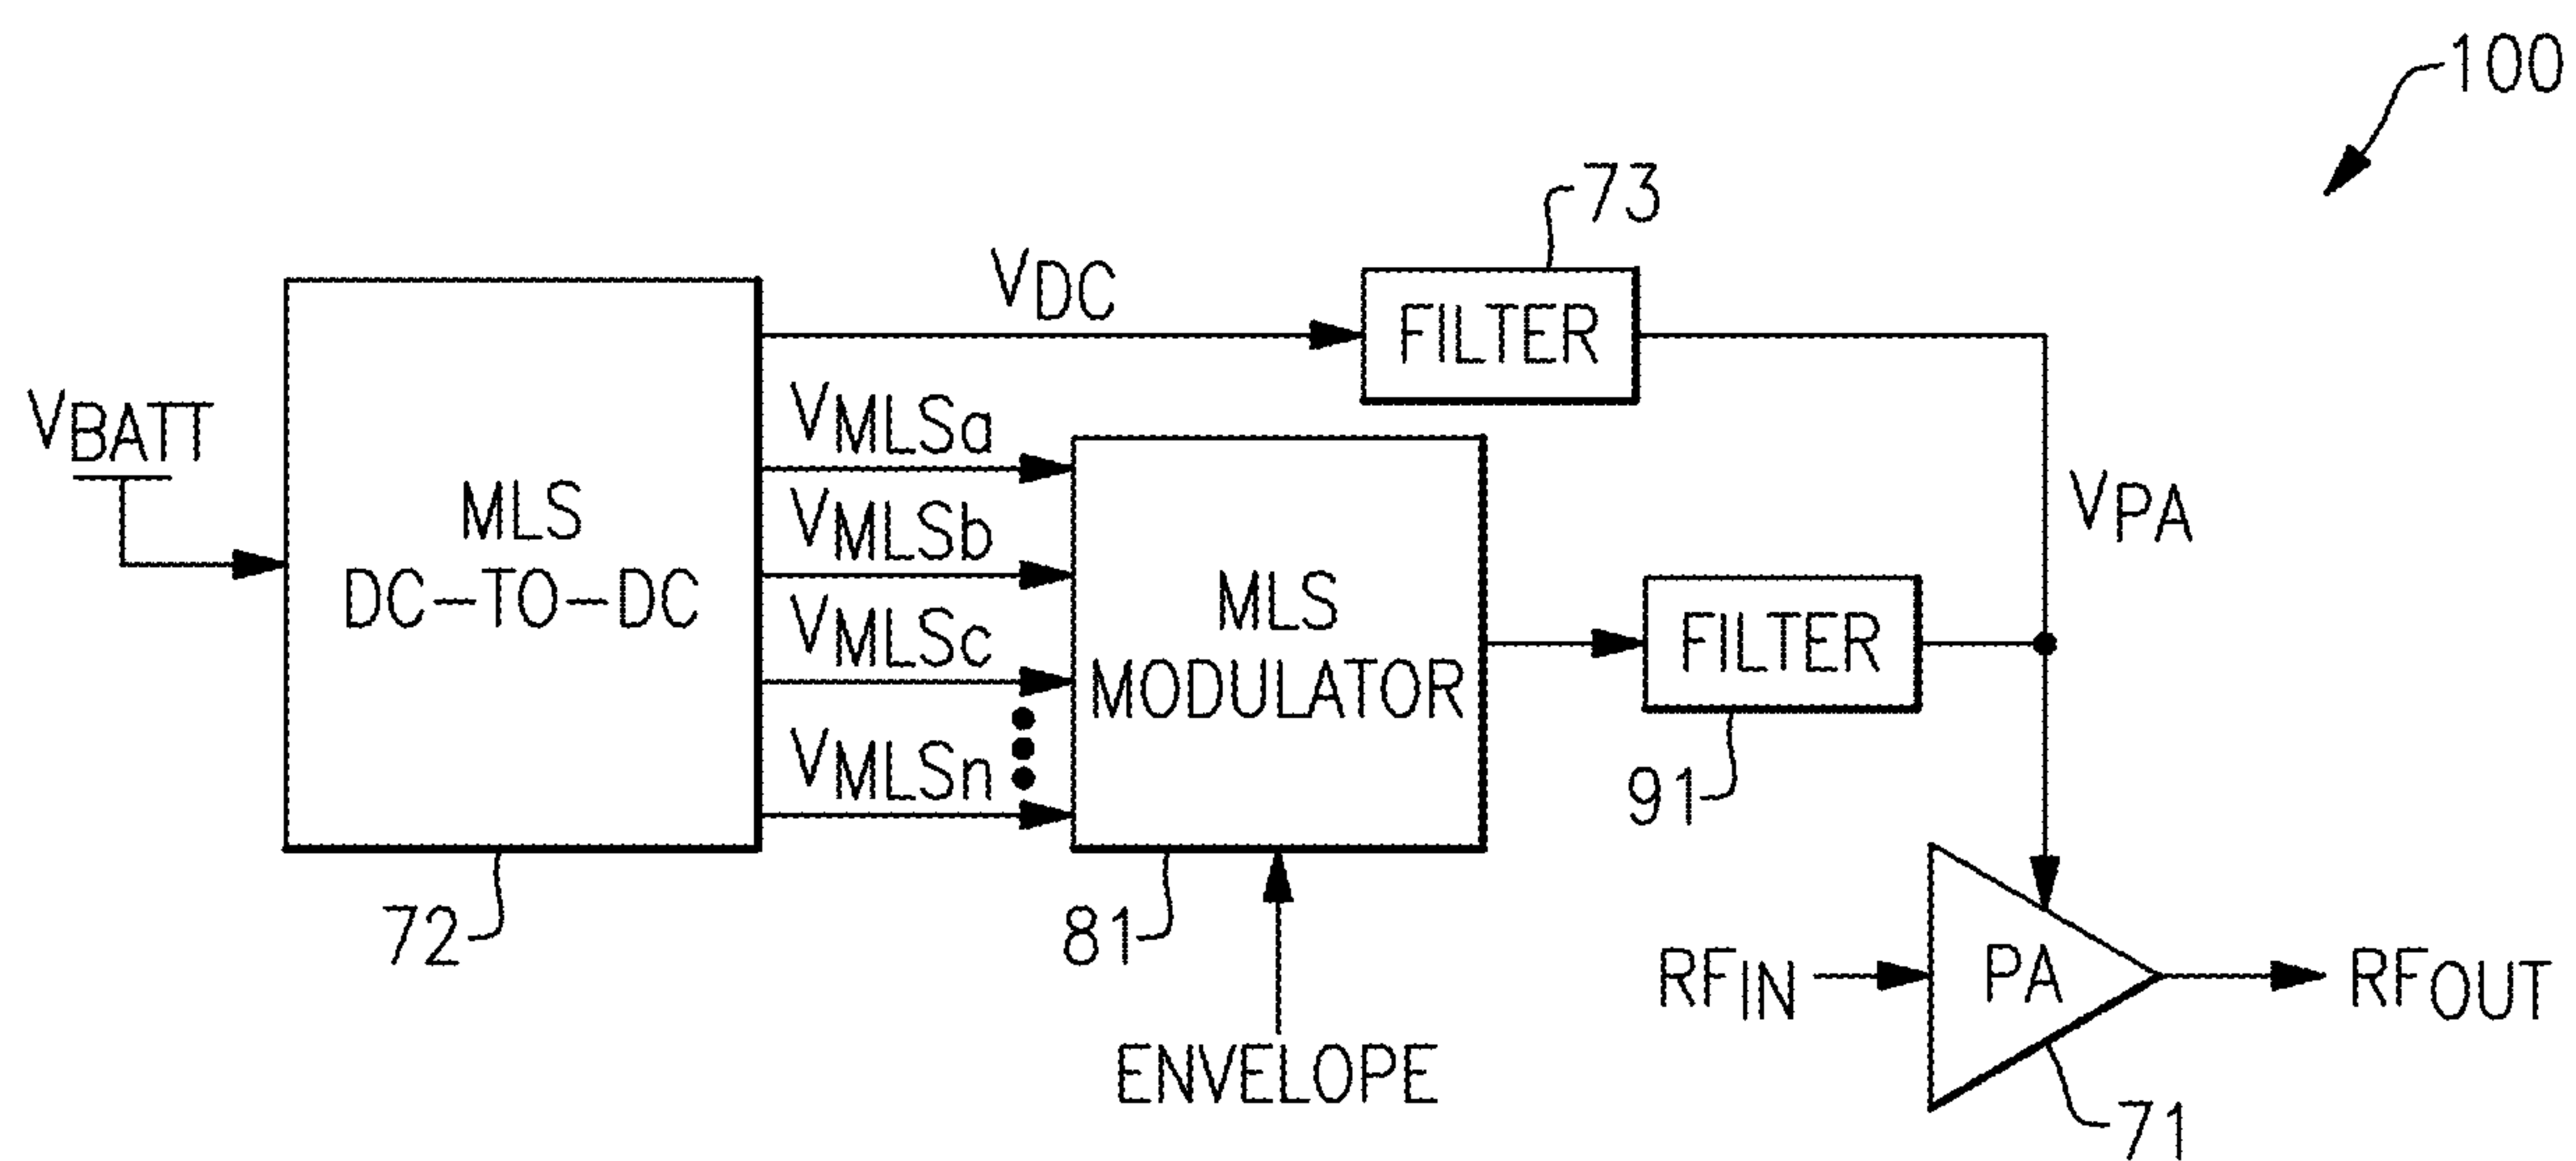 100
73
VDC
FILTER
VBATT
VMLSa
MLS
DC-TO-DC
VMLSb
VMLSc
VMLSn
MLS
MODULATOR
VPA
FILTER
91
72
81
ENVELOPE
RFIN
PA
RFOUT
71